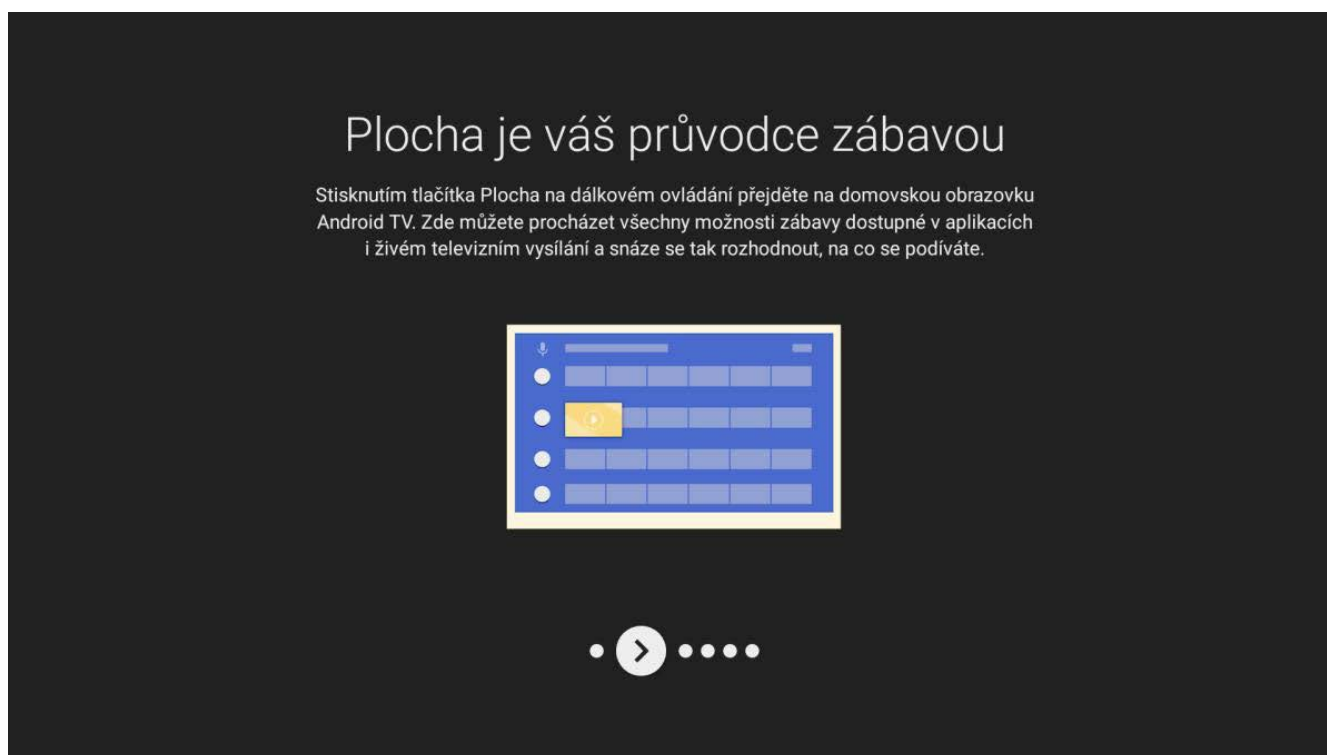 Plocha je váš průvodce zábavou
Stisknutím tlačítka Plocha na dálkovém ovládání přejděte na domovskou obrazovku
Android TV. Zde můžete procházet všechny možnosti zábavy dostupné v aplikacích
i živém televizním vysílání a snáze se tak rozhodnout, na co se podíváte.